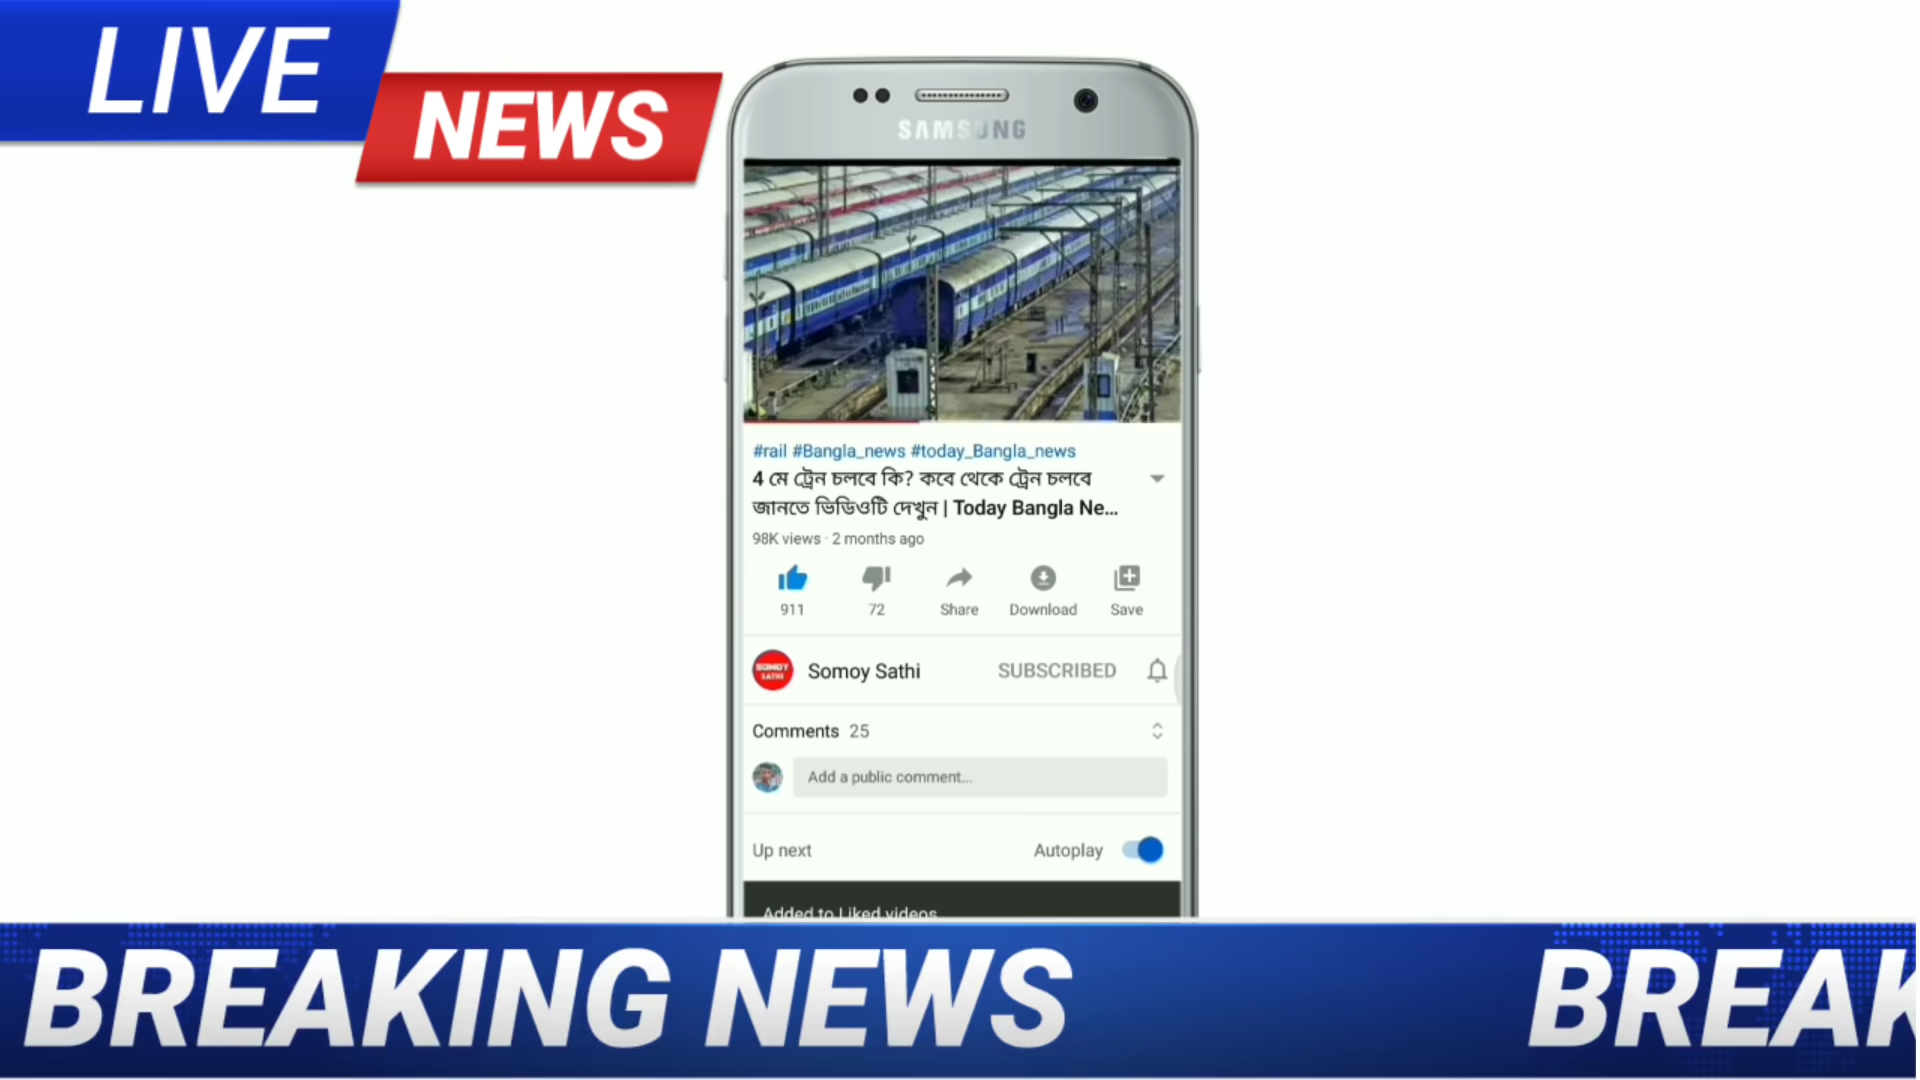 LIVE
NEWS
SAMSUNG
#rail #Bangla_news #today_Bangla_news
4 মে ট্রেন চলবে কি? কবে থেকে ট্রেন চলবে
জানতে ভিডিওটি দেখুন | Today Bangla Ne...
98K views · 2 months ago
911
72
Share
Download
Save
SOMOY
SATHI
Somoy Sathi
SUBSCRIBED
Comments 25
Add a public comment...
Up next
Autoplay
Added to Liked videos
BREAKING NEWS
BREAK